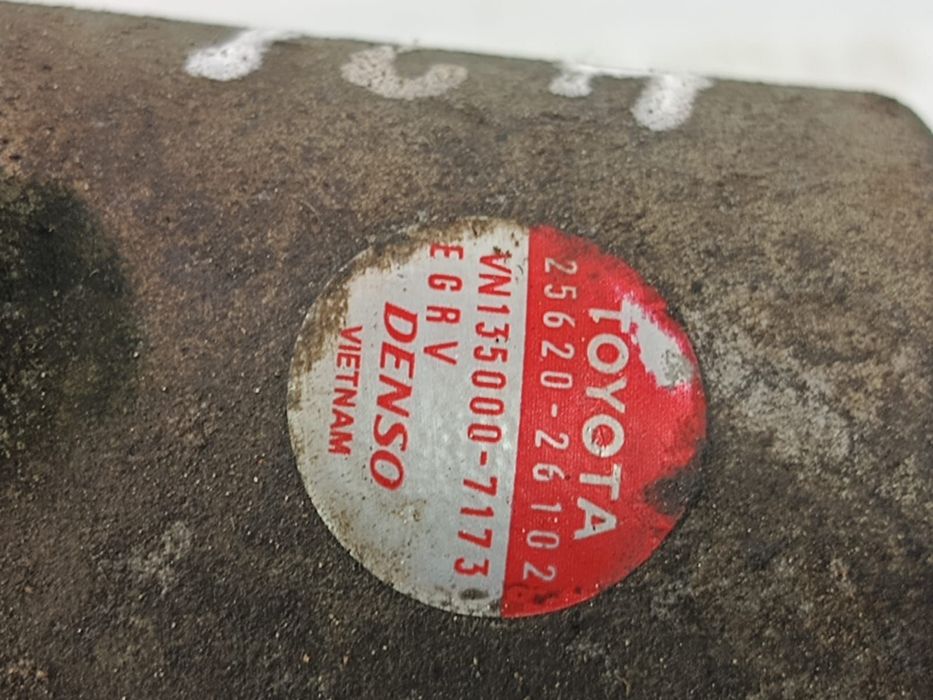 TOYOTA
25620-26102
VN135000-7173
EGRV
DENSO
VIETNAM